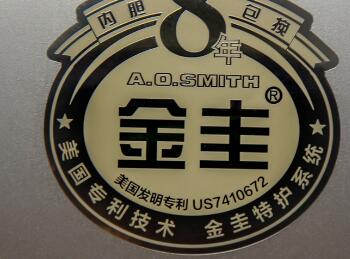 内胆 8年 包换
A.O.SMITH
金圭®
美国发明专利 US7410672
★ 美国专利技术 金圭特护系统 ★